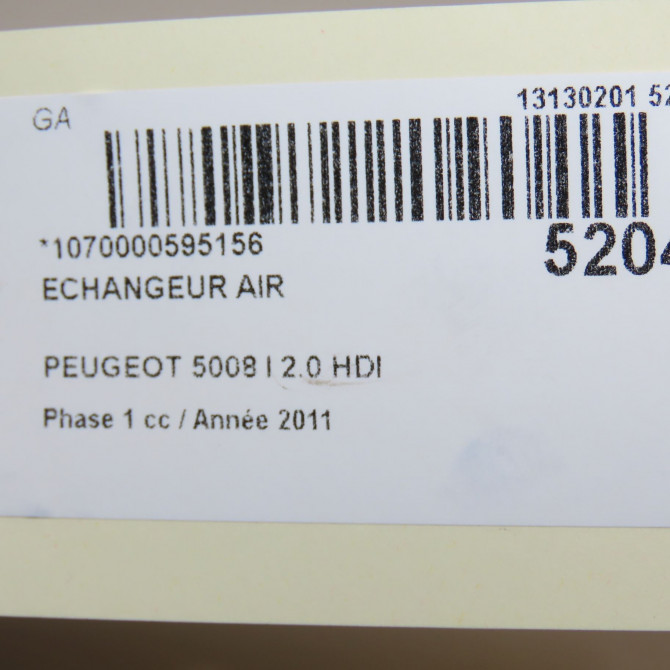 GA
13130201 52
*1070000595156
5204
ECHANGEUR AIR
PEUGEOT 5008 I 2.0 HDI
Phase 1 cc / Année 2011